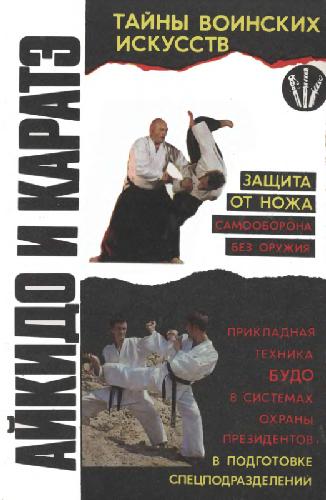 ТАЙНЫ ВОИНСКИХ
ИСКУССТВ
АЙКИДО И КАРАТЭ
ЗАЩИТА
ОТ НОЖА
САМООБОРОНА
БЕЗ ОРУЖИЯ
ПРИКЛАДНАЯ
ТЕХНИКА
БУДО
В СИСТЕМАХ
ОХРАНЫ
ПРЕЗИДЕНТОВ
В ПОДГОТОВКЕ
СПЕЦПОДРАЗДЕЛЕНИЙ